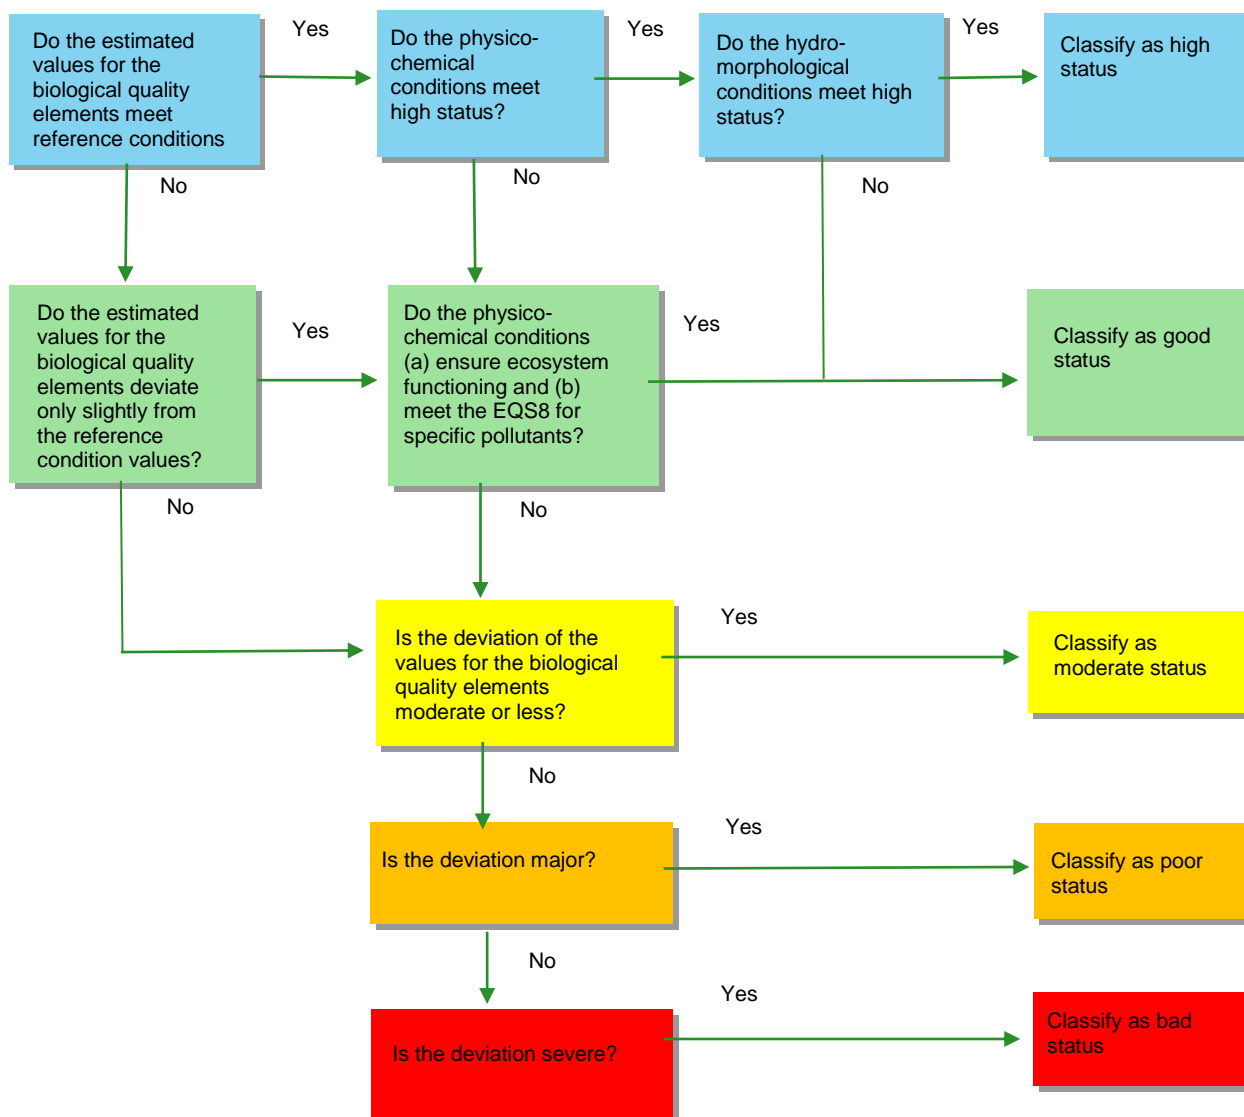 Do the estimated
values for the
biological quality
elements meet
reference conditions
Yes
Do the physico-
chemical
conditions meet
high status?
Yes
Do the hydro-
morphological
conditions meet high
status?
Yes
Classify as high
status
No
No
No
Do the estimated
values for the
biological quality
elements deviate
only slightly from
the reference
condition values?
Yes
Do the physico-
chemical conditions
(a) ensure ecosystem
functioning and (b)
meet the EQS8 for
specific pollutants?
Yes
Classify as good
status
No
No
Is the deviation of the
values for the biological
quality elements
moderate or less?
Yes
Classify as
moderate status
No
Is the deviation major?
Yes
Classify as poor
status
No
Is the deviation severe?
Yes
Classify as bad
status